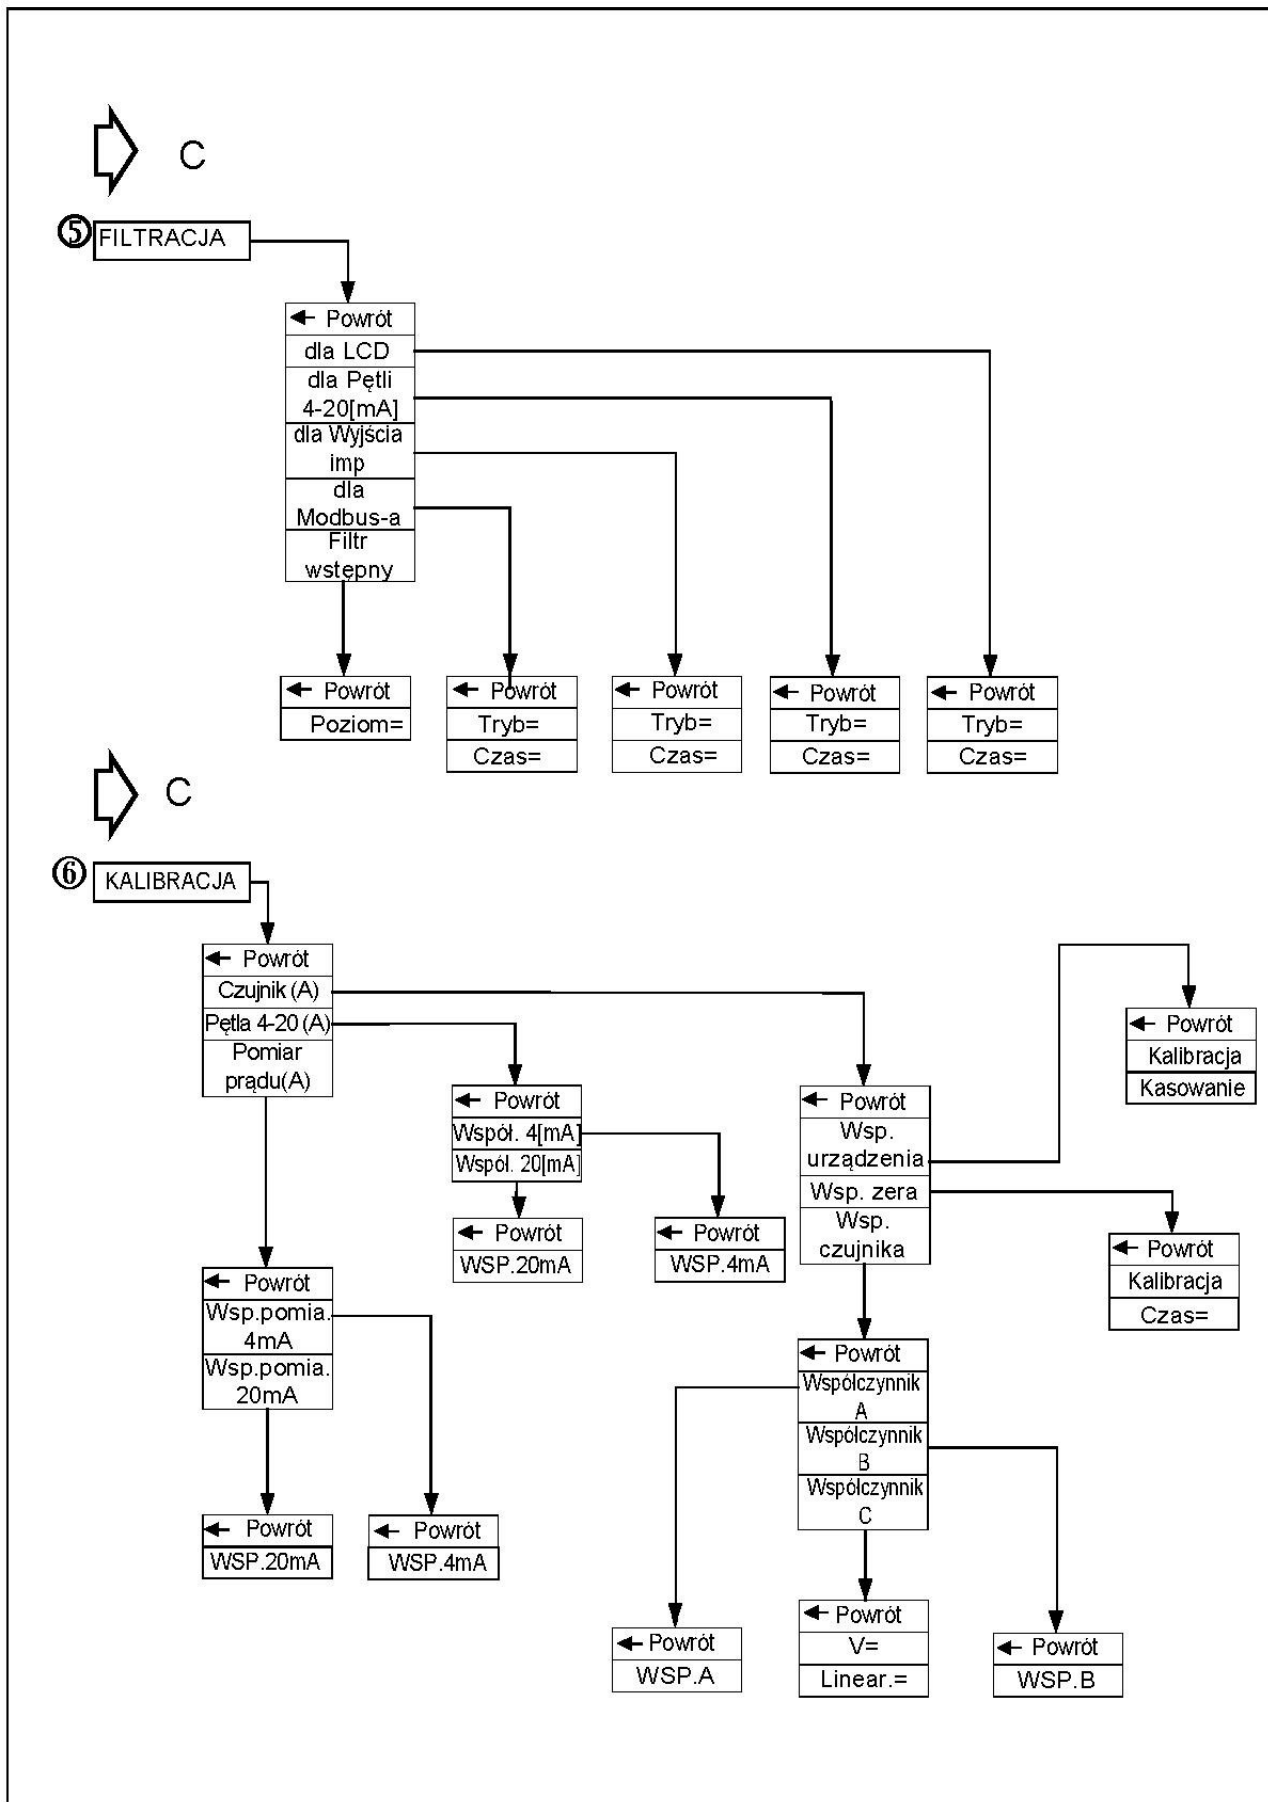 C
⑤ FILTRACJA
← Powrót
dla LCD
dla Pętli
4-20[mA]
dla Wyjścia
imp
dla
Modbus-a
Filtr
wstępny
← Powrót
Poziom=
← Powrót
Tryb=
Czas=
← Powrót
Tryb=
Czas=
← Powrót
Tryb=
Czas=
← Powrót
Tryb=
Czas=
C
⑥ KALIBRACJA
← Powrót
Czujnik (A)
Pętla 4-20 (A)
Pomiar
prądu(A)
← Powrót
Kalibracja
Kasowanie
← Powrót
Współ. 4[mA]
Współ. 20[mA]
← Powrót
Wsp.
urządzenia
Wsp. zera
Wsp.
czujnika
← Powrót
WSP.20mA
← Powrót
WSP.4mA
← Powrót
Kalibracja
Czas=
← Powrót
Wsp.pomia.
4mA
Wsp.pomia.
20mA
← Powrót
Współczynnik
A
Współczynnik
B
Współczynnik
C
← Powrót
WSP.20mA
← Powrót
WSP.4mA
← Powrót
WSP.A
← Powrót
V=
Linear.=
← Powrót
WSP.B